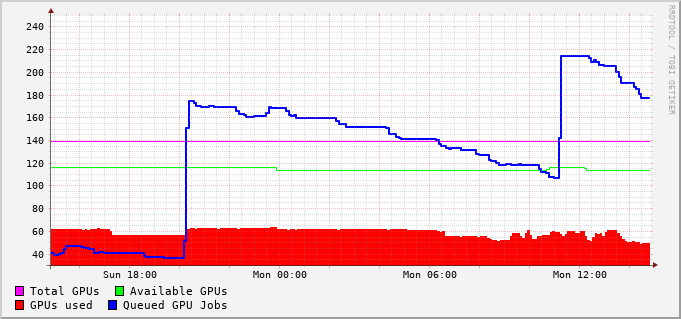 RRDTOOL / TOBI OETIKER
240
220
200
180
160
140
120
100
80
60
40
Sun 18:00 Mon 00:00 Mon 06:00 Mon 12:00
Total GPUs Available GPUs
GPUs used Queued GPU Jobs